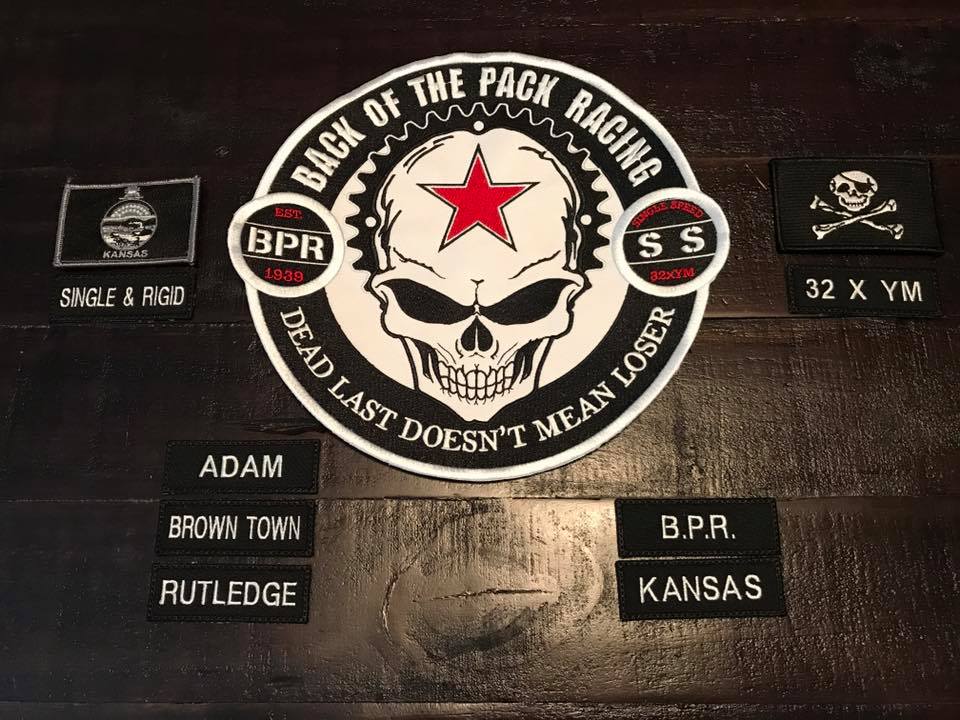 BACK OF THE PACK RACING
EST.
BPR
1939
SINGLE SPEED
S S
32xYM
DEAD LAST DOESN'T MEAN LOSER
KANSAS
SINGLE & RIGID
32 X YM
ADAM
BROWN TOWN
RUTLEDGE
B.P.R.
KANSAS